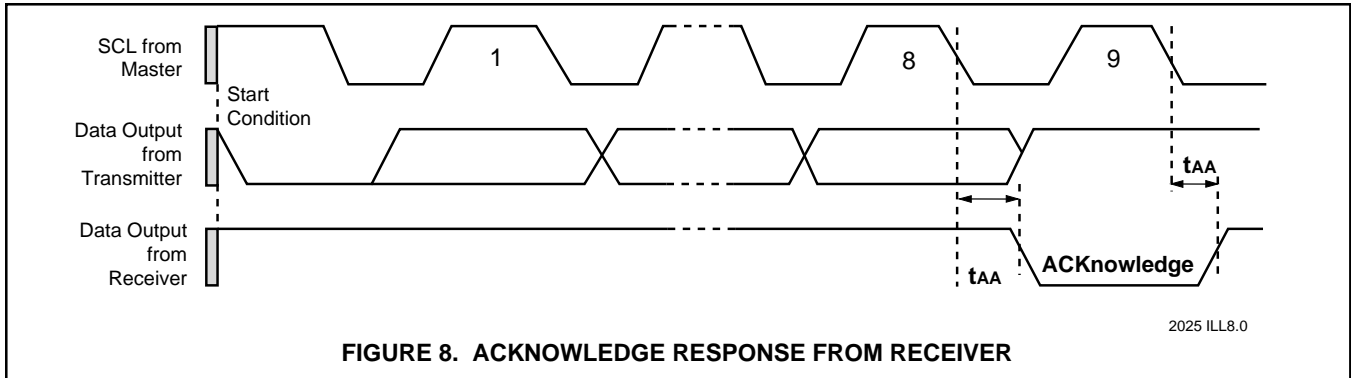 SCL from
Master
1
8
9
Start
Condition
Data Output
from
Transmitter
tAA
Data Output
from
Receiver
tAA
ACKnowledge
2025 ILL8.0
FIGURE 8. ACKNOWLEDGE RESPONSE FROM RECEIVER